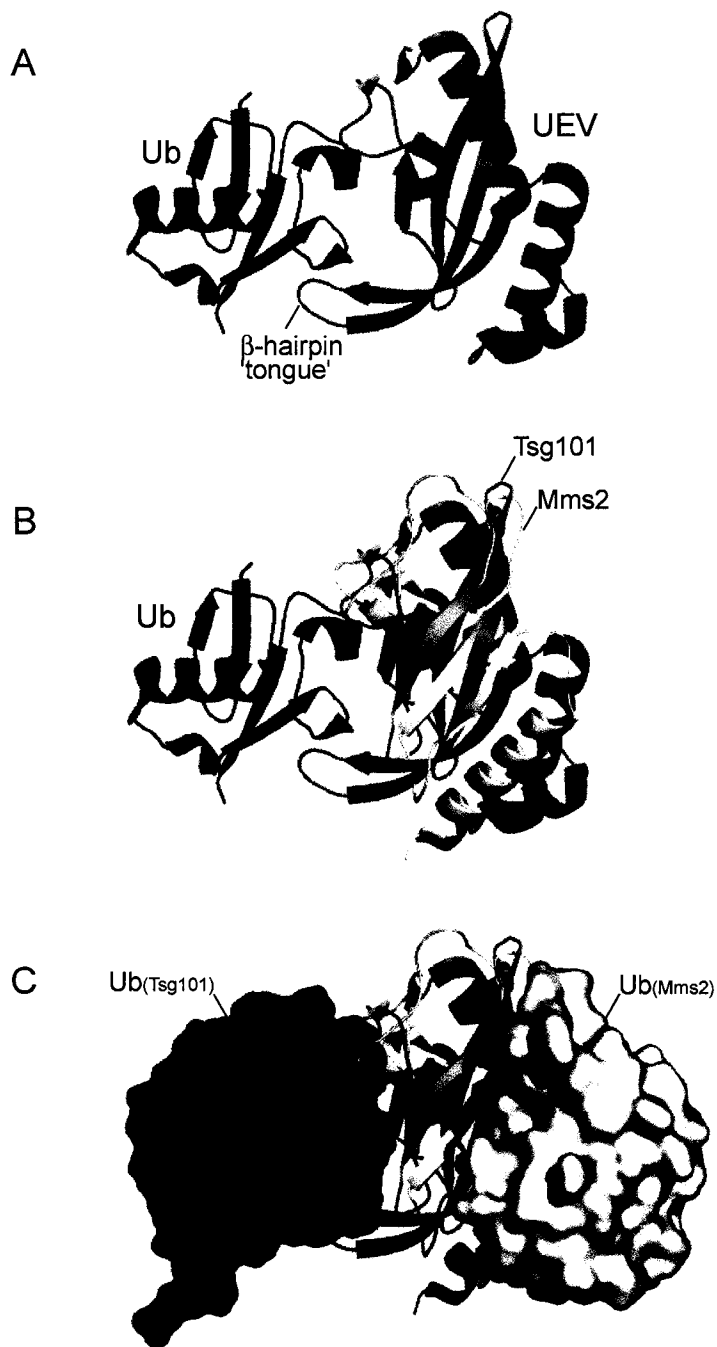 A
Ub
UEV
β-hairpin
'tongue'
B
Tsg101
Mms2
Ub
C
Ub(Tsg101)
Ub(Mms2)